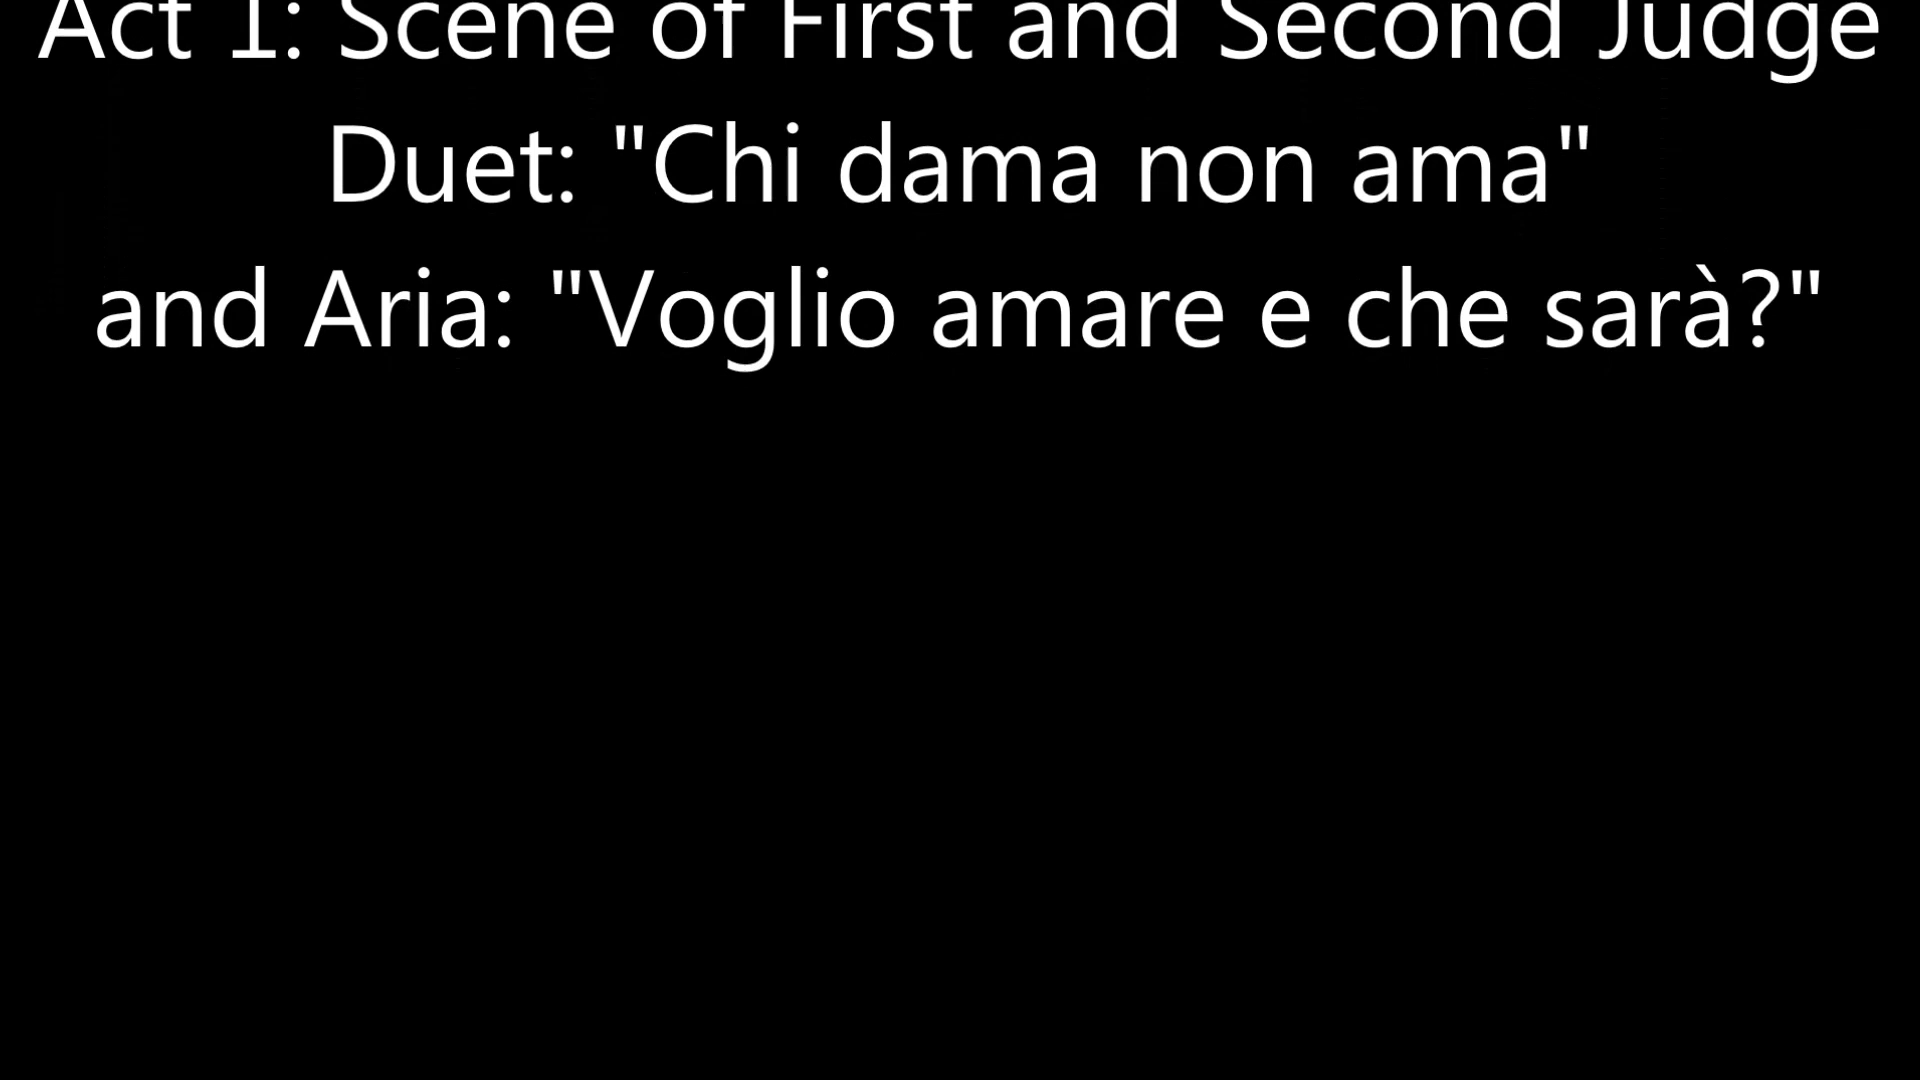 Act 1: Scene of First and Second Judge
Duet: "Chi dama non ama"
and Aria: "Voglio amare e che sarà?"